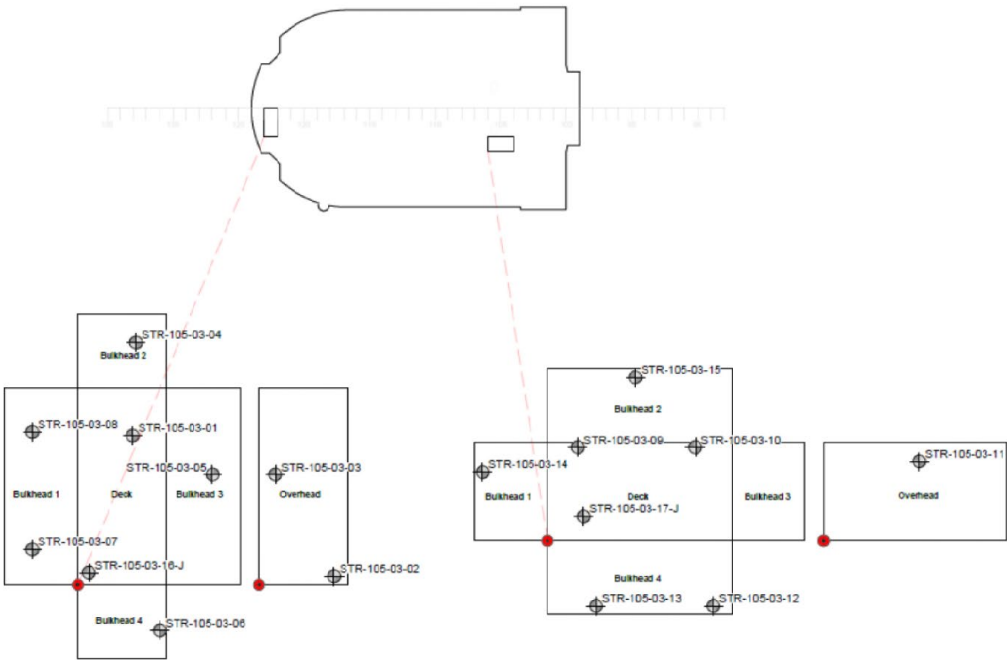 STR-105-03-04
Bulkhead 2
STR-105-03-08
STR-105-03-01
STR-105-03-05
STR-105-03-03
Bulkhead 1
Deck
Bulkhead 3
Overhead
STR-105-03-07
STR-105-03-16-J
STR-105-03-02
Bulkhead 4
STR-105-03-06
STR-105-03-15
Bulkhead 2
STR-105-03-09
STR-105-03-10
STR-105-03-11
STR-105-03-14
Bulkhead 1
Deck
Bulkhead 3
Overhead
STR-105-03-17-J
Bulkhead 4
STR-105-03-13
STR-105-03-12